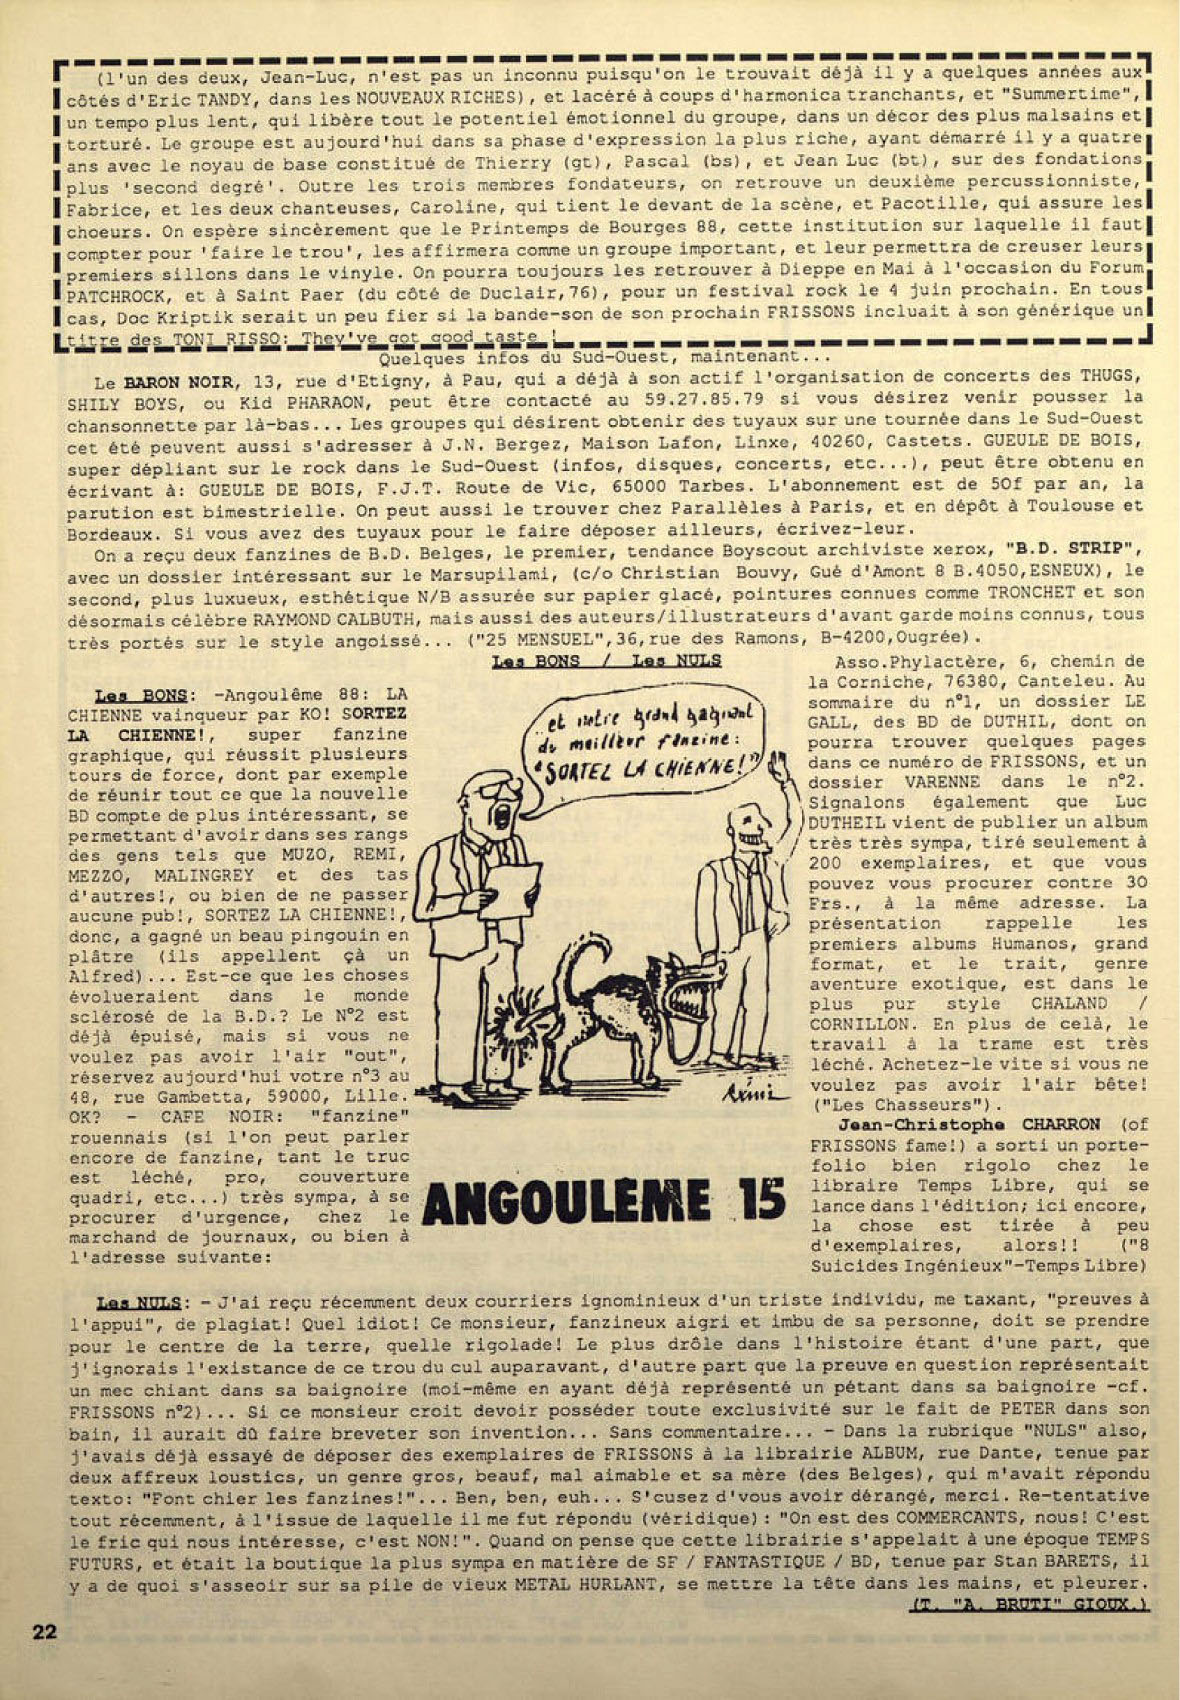 (l'un des deux, Jean-Luc, n'est pas un inconnu puisqu'on le trouvait déjà il y a quelques années aux
côtés d'Eric TANDY, dans les NOUVEAUX RICHES), et lacéré à coups d'harmonica tranchants, et "Summertime",
un tempo plus lent, qui libère tout le potentiel émotionnel du groupe, dans un décor des plus malsains et
torturé. Le groupe est aujourd'hui dans sa phase d'expression la plus riche, ayant démarré il y a quatre
ans avec le noyau de base constitué de Thierry (gt), Pascal (bs), et Jean Luc (bt), sur des fondations
plus 'second degré'. Outre les trois membres fondateurs, on retrouve un deuxième percussionniste,
Fabrice, et les deux chanteuses, Caroline, qui tient le devant de la scène, et Pacotille, qui assure les
choeurs. On espère sincèrement que le Printemps de Bourges 88, cette institution sur laquelle il faut
compter pour 'faire le trou', les affirmera comme un groupe important, et leur permettra de creuser leurs
premiers sillons dans le vinyle. On pourra toujours les retrouver à Dieppe en Mai à l'occasion du Forum
PATCHROCK, et à Saint Paer (du côté de Duclair,76), pour un festival rock le 4 juin prochain. En tous
cas, Doc Kriptik serait un peu fier si la bande-son de son prochain FRISSONS incluait à son générique un
titre des TONI RISSO: They've got good taste !
Quelques infos du Sud-Ouest, maintenant...
Le BARON NOIR, 13, rue d'Etigny, à Pau, qui a déjà à son actif l'organisation de concerts des THUGS,
SHILY BOYS, ou Kid PHARAON, peut être contacté au 59.27.85.79 si vous désirez venir pousser la
chansonnette par là-bas... Les groupes qui désirent obtenir des tuyaux sur une tournée dans le Sud-Ouest
cet été peuvent aussi s'adresser à J.N. Bergez, Maison Lafon, Linxe, 40260, Castets. GUEULE DE BOIS,
super dépliant sur le rock dans le Sud-Ouest (infos, disques, concerts, etc...), peut être obtenu en
écrivant à: GUEULE DE BOIS, F.J.T. Route de Vic, 65000 Tarbes. L'abonnement est de 50f par an, la
parution est bimestrielle. On peut aussi le trouver chez Parallèles à Paris, et en dépôt à Toulouse et
Bordeaux. Si vous avez des tuyaux pour le faire déposer ailleurs, écrivez-leur.
On a reçu deux fanzines de B.D. Belges, le premier, tendance Boyscout archiviste xerox, "B.D. STRIP",
avec un dossier intéressant sur le Marsupilami, (c/o Christian Bouvy, Gué d'Amont 8 B.4050,ESNEUX), le
second, plus luxueux, esthétique N/B assurée sur papier glacé, pointures connues comme TRONCHET et son
désormais célèbre RAYMOND CALBUTH, mais aussi des auteurs/illustrateurs d'avant garde moins connus, tous
très portés sur le style angoissé... ("25 MENSUEL",36,rue des Ramons, B-4200,Ougrée).
Les BONS / Les NULS
Les BONS: -Angoulême 88: LA
CHIENNE vainqueur par KO! SORTEZ
LA CHIENNE!, super fanzine
graphique, qui réussit plusieurs
tours de force, dont par exemple
de réunir tout ce que la nouvelle
BD compte de plus intéressant, se
permettant d'avoir dans ses rangs
des gens tels que MUZO, REMI,
MEZZO, MALINGREY et des tas
d'autres!, ou bien de ne passer
aucune pub!, SORTEZ LA CHIENNE!,
donc, a gagné un beau pingouin en
plâtre (ils appellent çà un
Alfred)... Est-ce que les choses
évolueraient dans le monde
sclérosé de la B.D.? Le N°2 est
déjà épuisé, mais si vous ne
voulez pas avoir l'air "out",
réservez aujourd'hui votre n°3 au
48, rue Gambetta, 59000, Lille.
OK? - CAFE NOIR: "fanzine"
rouennais (si l'on peut parler
encore de fanzine, tant le truc
est léché, pro, couverture
quadri, etc...) très sympa, à se
procurer d'urgence, chez le
marchand de journaux, ou bien à
l'adresse suivante:
...et notre grand gagnant
du meilleur fanzine:
"SORTEZ LA CHIENNE!"
Rémi
ANGOULEME 15
Asso.Phylactère, 6, chemin de
la Corniche, 76380, Canteleu. Au
sommaire du n°1, un dossier LE
GALL, des BD de DUTHIL, dont on
pourra trouver quelques pages
dans ce numéro de FRISSONS, et un
dossier VARENNE dans le n°2.
Signalons également que Luc
DUTHEIL vient de publier un album
très très sympa, tiré seulement à
200 exemplaires, et que vous
pouvez vous procurer contre 30
Frs., à la même adresse. La
présentation rappelle les
premiers albums Humanos, grand
format, et le trait, genre
aventure exotique, est dans le
plus pur style CHALAND /
CORNILLON. En plus de celà, le
travail à la trame est très
léché. Achetez-le vite si vous ne
voulez pas avoir l'air bête!
("Les Chasseurs").
Jean-Christophe CHARRON (of
FRISSONS fame!) a sorti un porte-
folio bien rigolo chez le
libraire Temps Libre, qui se
lance dans l'édition; ici encore,
la chose est tirée à peu
d'exemplaires, alors!! ("8
Suicides Ingénieux"-Temps Libre)
Les NULS: - J'ai reçu récemment deux courriers ignominieux d'un triste individu, me taxant, "preuves à
l'appui", de plagiat! Quel idiot! Ce monsieur, fanzineux aigri et imbu de sa personne, doit se prendre
pour le centre de la terre, quelle rigolade! Le plus drôle dans l'histoire étant d'une part, que
j'ignorais l'existance de ce trou du cul auparavant, d'autre part que la preuve en question représentait
un mec chiant dans sa baignoire (moi-même en ayant déjà représenté un pétant dans sa baignoire -cf.
FRISSONS n°2)... Si ce monsieur croit devoir posséder toute exclusivité sur le fait de PETER dans son
bain, il aurait dû faire breveter son invention... Sans commentaire... - Dans la rubrique "NULS" also,
j'avais déjà essayé de déposer des exemplaires de FRISSONS à la librairie ALBUM, rue Dante, tenue par
deux affreux loustics, un genre gros, beauf, mal aimable et sa mère (des Belges), qui m'avait répondu
texto: "Font chier les fanzines!"... Ben, ben, euh... S'cusez d'vous avoir dérangé, merci. Re-tentative
tout récemment, à l'issue de laquelle il me fut répondu (véridique): "On est des COMMERCANTS, nous! C'est
le fric qui nous intéresse, c'est NON!". Quand on pense que cette librairie s'appelait à une époque TEMPS
FUTURS, et était la boutique la plus sympa en matière de SF / FANTASTIQUE / BD, tenue par Stan BARETS, il
y a de quoi s'asseoir sur sa pile de vieux METAL HURLANT, se mettre la tête dans les mains, et pleurer.
(T. "A. BRUTI" GIOUX.)
22